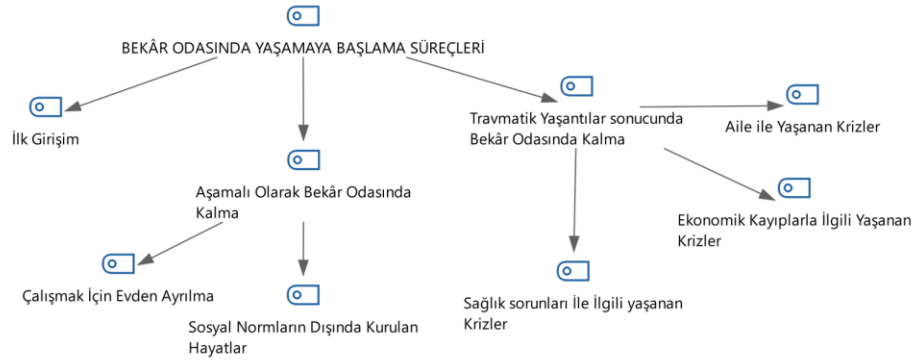 BEKÂR ODASINDA YAŞAMAYA BAŞLAMA SÜREÇLERİ
İlk Girişim
Travmatik Yaşantılar sonucunda
Bekâr Odasında Kalma
Aile ile Yaşanan Krizler
Aşamalı Olarak Bekâr Odasında
Kalma
Ekonomik Kayıplarla İlgili Yaşanan
Krizler
Çalışmak İçin Evden Ayrılma
Sosyal Normların Dışında Kurulan
Hayatlar
Sağlık sorunları İle İlgili yaşanan
Krizler